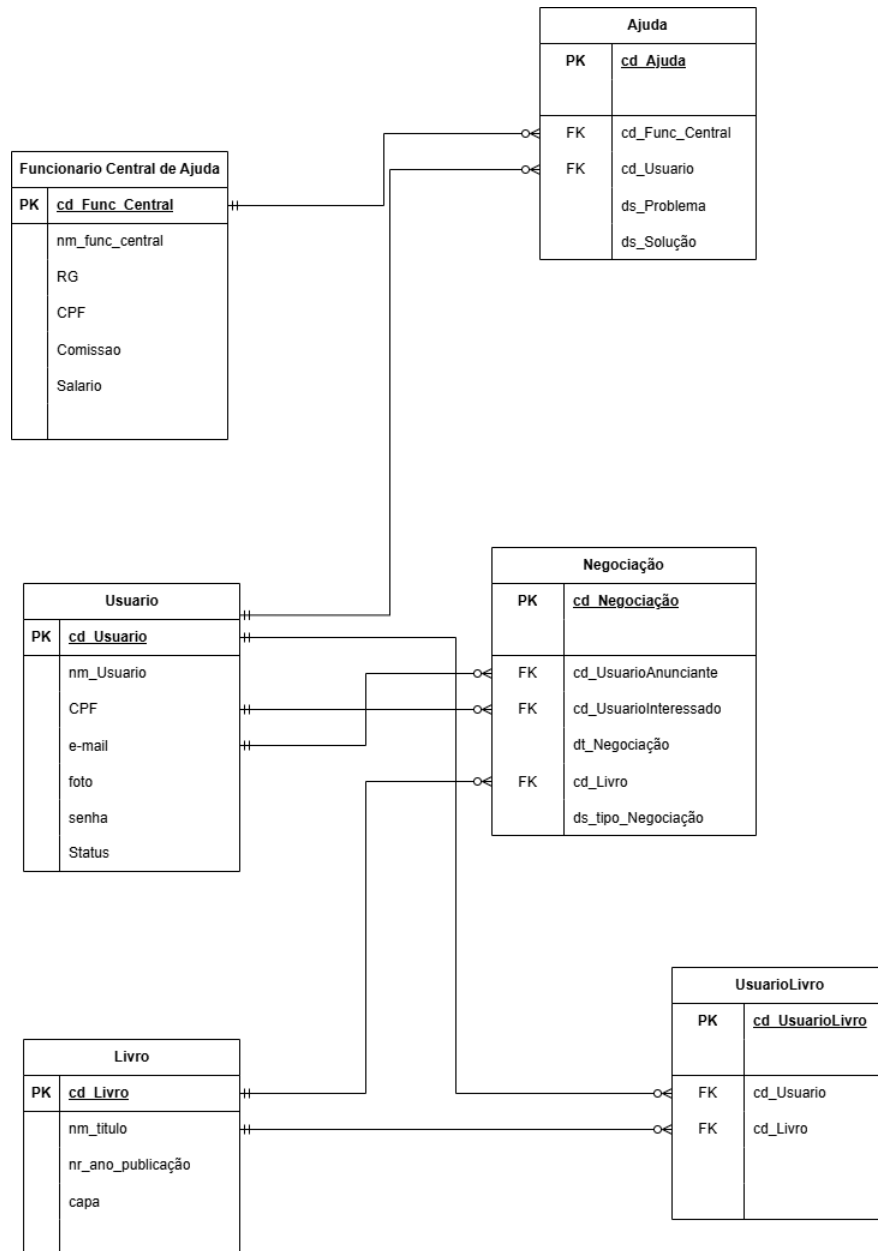 Ajuda
PK cd_Ajuda
FK cd_Func_Central
FK cd_Usuario
ds_Problema
ds_Solução
Funcionario Central de Ajuda
PK cd_Func_Central
nm_func_central
RG
CPF
Comissao
Salario
Usuario
PK cd_Usuario
nm_Usuario
CPF
e-mail
foto
senha
Status
Negociação
PK cd_Negociação
FK cd_UsuarioAnunciante
FK cd_UsuarioInteressado
dt_Negociação
FK cd_Livro
ds_tipo_Negociação
UsuarioLivro
PK cd_UsuarioLivro
FK cd_Usuario
FK cd_Livro
Livro
PK cd_Livro
nm_titulo
nr_ano_publicação
capa